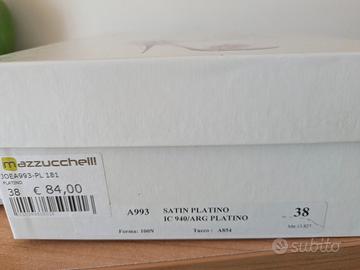 mazzucchelli
JOEA993-PL 1B1
PLATINO
38 € 84,00
A993 SATIN PLATINO
IC 940/ARG PLATINO
38
Forma: 100N Tacco: A854
subito